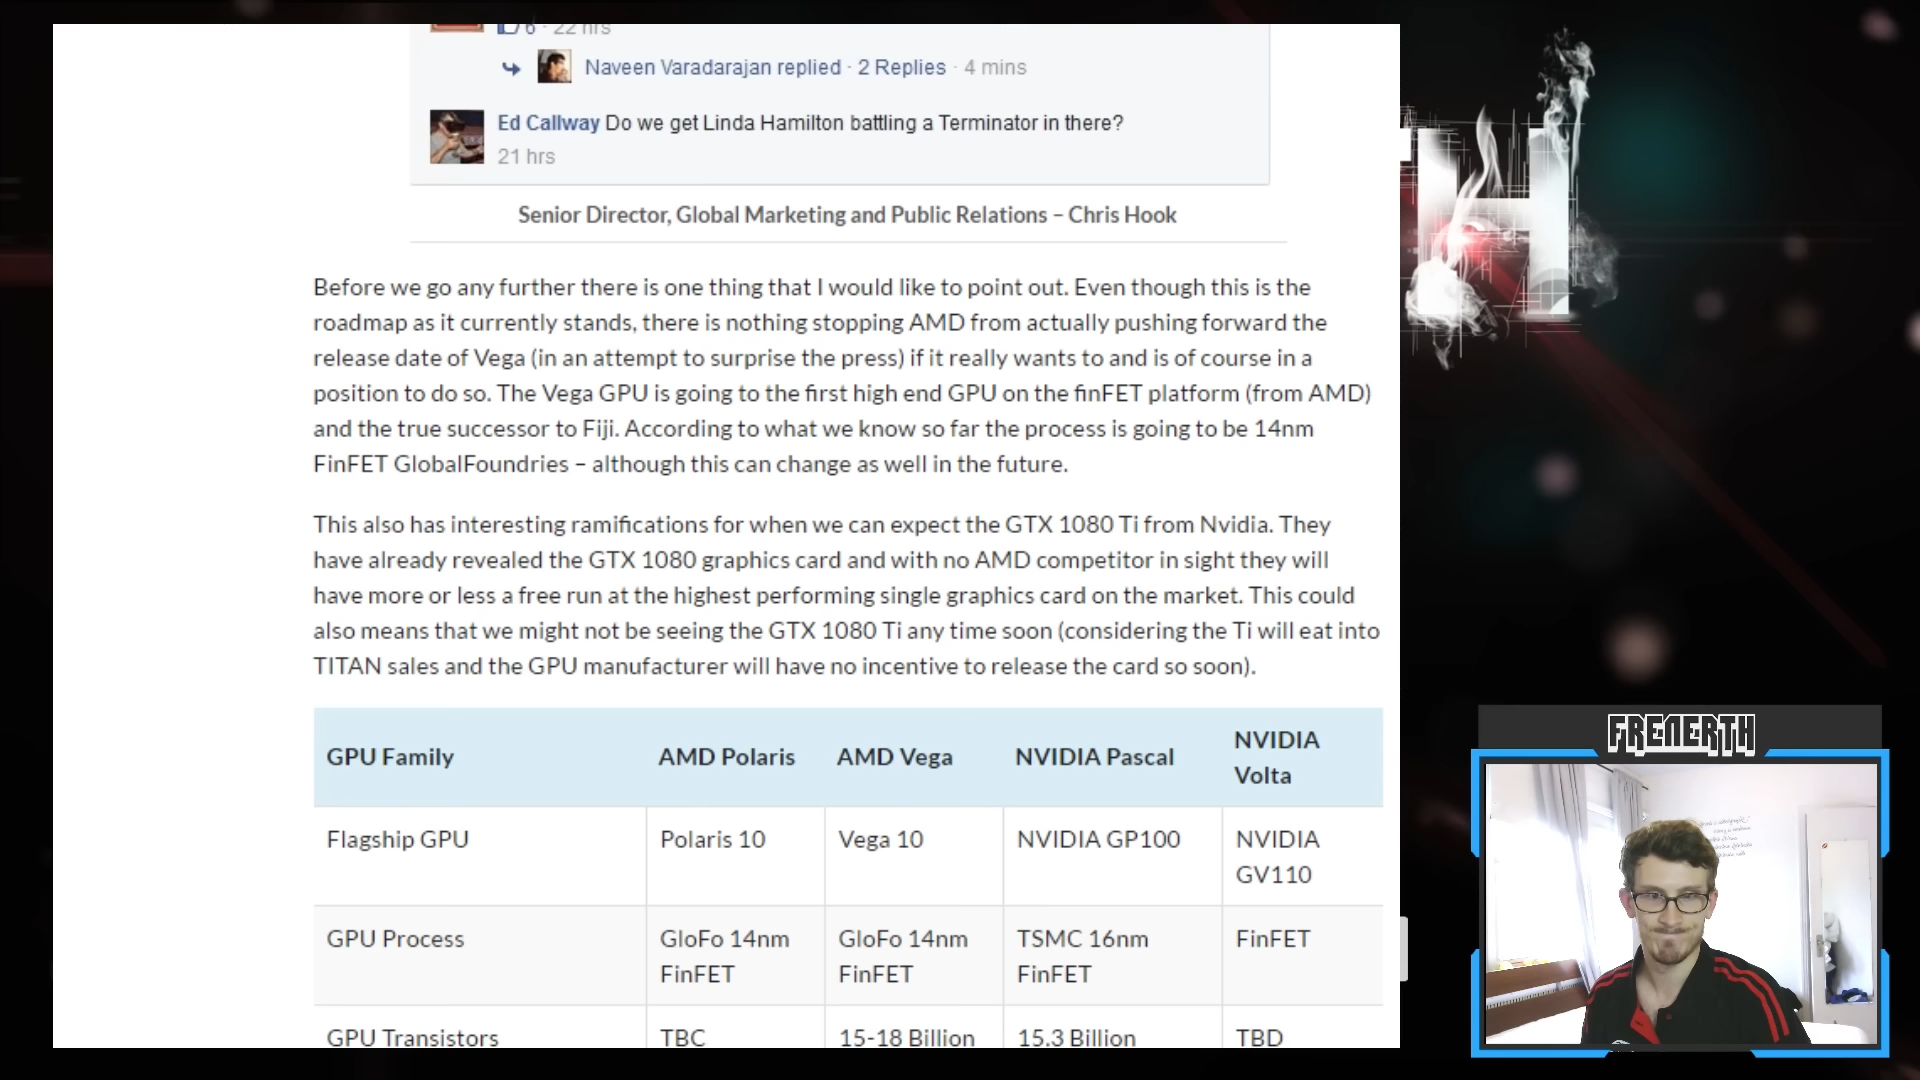 6 · 22 hrs
Naveen Varadarajan replied · 2 Replies · 4 mins
Ed Callway Do we get Linda Hamilton battling a Terminator in there?
21 hrs
Senior Director, Global Marketing and Public Relations – Chris Hook
Before we go any further there is one thing that I would like to point out. Even though this is the
roadmap as it currently stands, there is nothing stopping AMD from actually pushing forward the
release date of Vega (in an attempt to surprise the press) if it really wants to and is of course in a
position to do so. The Vega GPU is going to the first high end GPU on the finFET platform (from AMD)
and the true successor to Fiji. According to what we know so far the process is going to be 14nm
FinFET GlobalFoundries – although this can change as well in the future.
This also has interesting ramifications for when we can expect the GTX 1080 Ti from Nvidia. They
have already revealed the GTX 1080 graphics card and with no AMD competitor in sight they will
have more or less a free run at the highest performing single graphics card on the market. This could
also means that we might not be seeing the GTX 1080 Ti any time soon (considering the Ti will eat into
TITAN sales and the GPU manufacturer will have no incentive to release the card so soon).
GPU Family AMD Polaris AMD Vega NVIDIA Pascal NVIDIA
Volta
Flagship GPU Polaris 10 Vega 10 NVIDIA GP100 NVIDIA
GV110
GPU Process GloFo 14nm GloFo 14nm TSMC 16nm FinFET
FinFET FinFET FinFET
GPU Transistors TBC 15-18 Billion 15.3 Billion TBD
H
FRENERTH